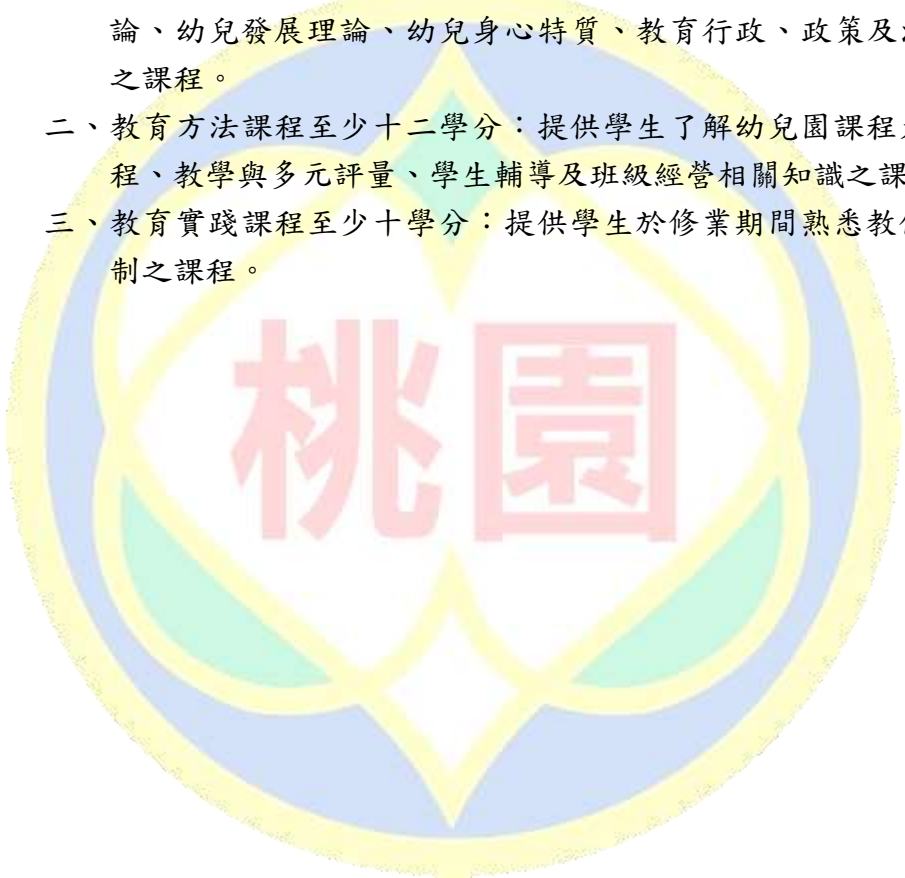 論、幼兒發展理論、幼兒身心特質、教育行政、政策及
之課程。
二、教育方法課程至少十二學分：提供學生了解幼兒園課程
程、教學與多元評量、學生輔導及班級經營相關知識之課
三、教育實踐課程至少十學分：提供學生於修業期間熟悉教
制之課程。
桃園